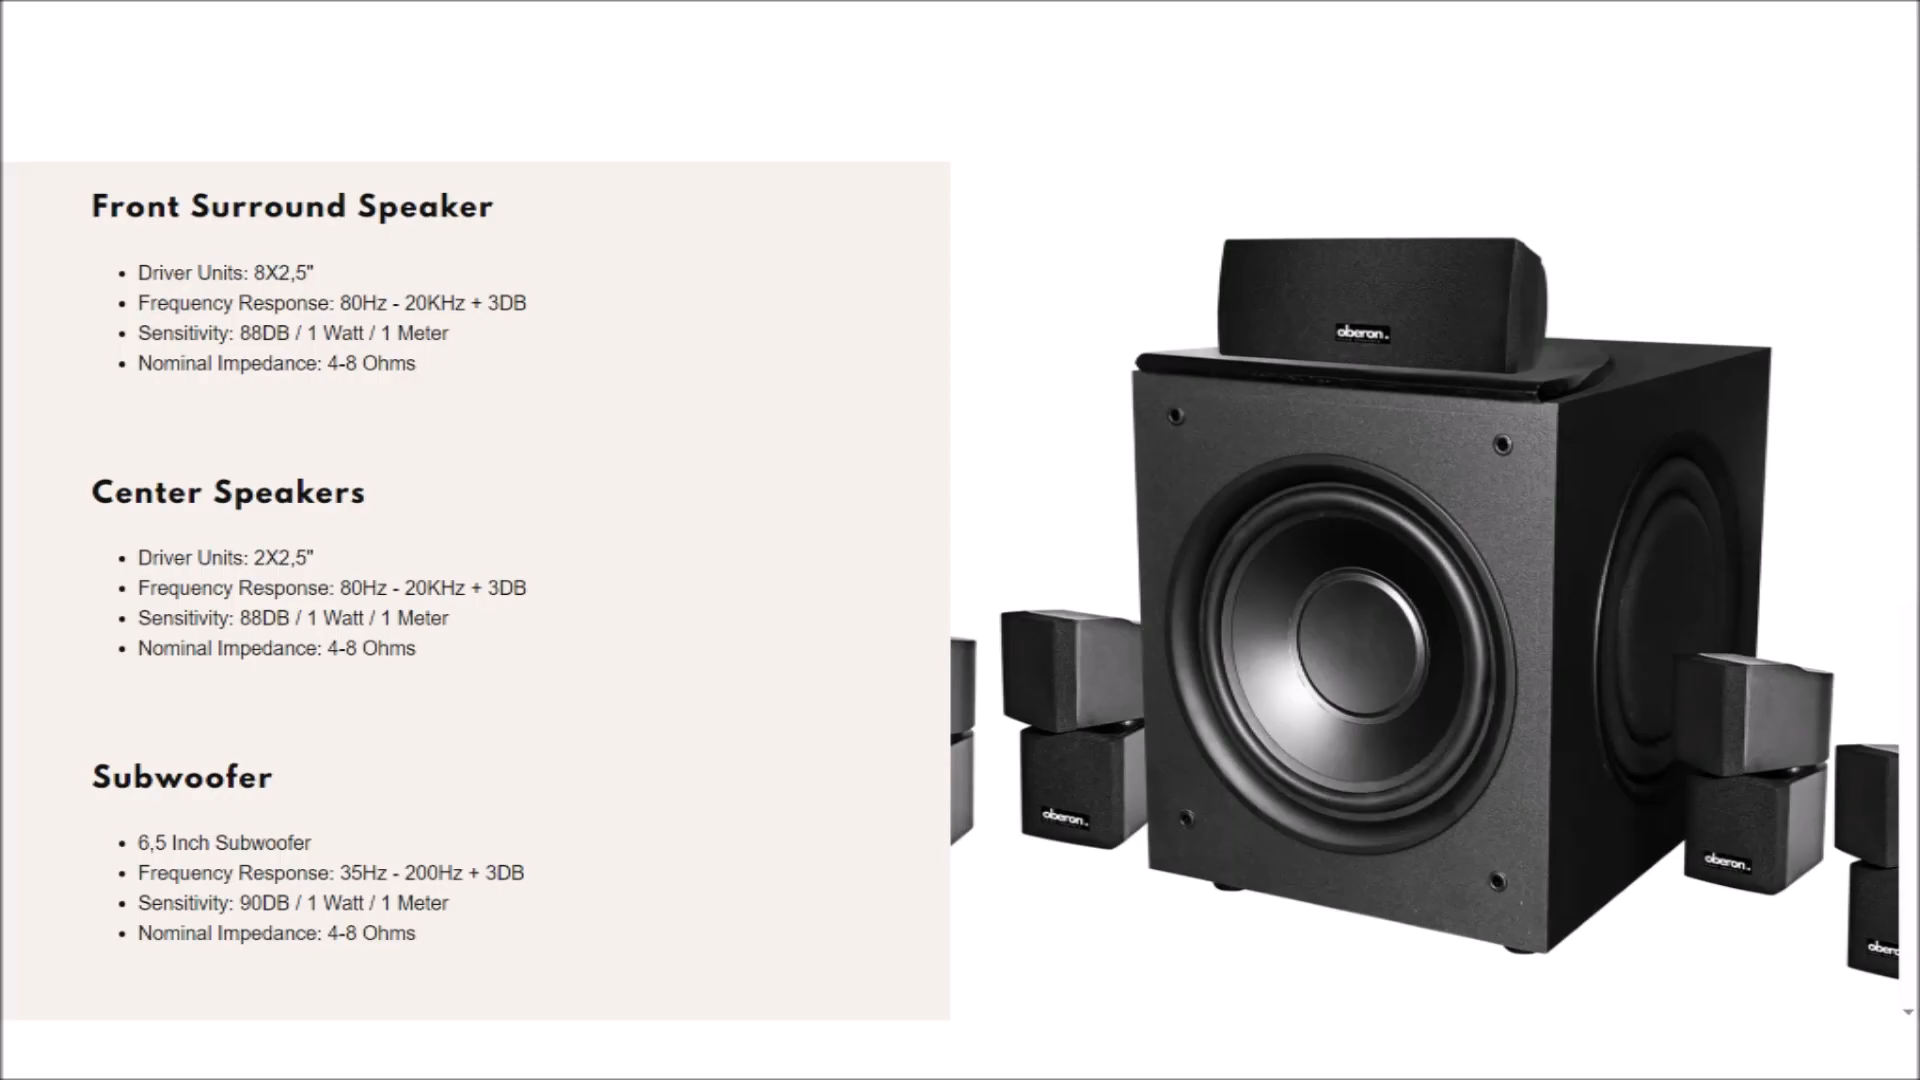 Front Surround Speaker
Driver Units: 8X2,5"
Frequency Response: 80Hz - 20KHz + 3DB
Sensitivity: 88DB / 1 Watt / 1 Meter
Nominal Impedance: 4-8 Ohms
Center Speakers
Driver Units: 2X2,5"
Frequency Response: 80Hz - 20KHz + 3DB
Sensitivity: 88DB / 1 Watt / 1 Meter
Nominal Impedance: 4-8 Ohms
Subwoofer
6,5 Inch Subwoofer
Frequency Response: 35Hz - 200Hz + 3DB
Sensitivity: 90DB / 1 Watt / 1 Meter
Nominal Impedance: 4-8 Ohms
oberon
oberon
oberon